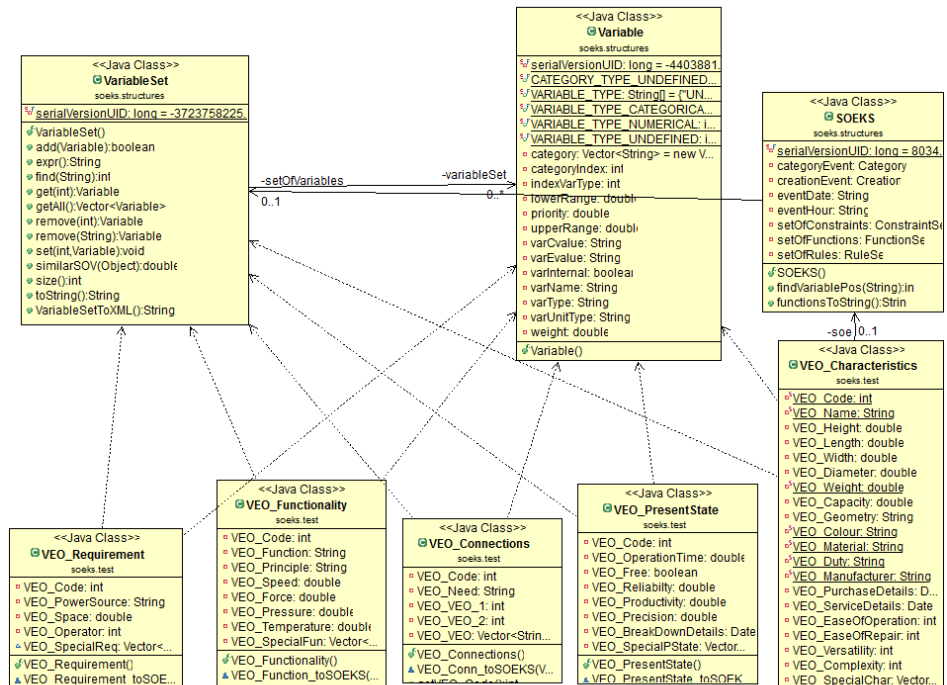 <<Java Class>>
VariableSet
soeks.structures
serialVersionUID: long = -3723758225...
VariableSet()
add(Variable):boolean
expr():String
find(String):int
get(int):Variable
getAll():Vector<Variable>
remove(int):Variable
remove(String):Variable
set(int,Variable):void
similarSOV(Object):double
size():int
toString():String
VariableSetToXML():String
<<Java Class>>
Variable
soeks.structures
serialVersionUID: long = -4403881...
CATEGORY_TYPE_UNDEFINED...
VARIABLE_TYPE: String[] = {"UN...
VARIABLE_TYPE_CATEGORICA...
VARIABLE_TYPE_NUMERICAL: i...
VARIABLE_TYPE_UNDEFINED: i...
category: Vector<String> = new V...
categoryIndex: int
indexVarType: int
lowerRange: double
priority: double
upperRange: double
varCvalue: String
varEvalue: String
varInternal: boolean
varName: String
varType: String
varUnitType: String
weight: double
Variable()
<<Java Class>>
SOEKS
soeks.structures
serialVersionUID: long = 8034...
categoryEvent: Category
creationEvent: Creation
eventDate: String
eventHour: String
setOfConstraints: ConstraintSe
setOfFunctions: FunctionSe
setOfRules: RuleSe
SOEKS()
findVariablePos(String):in
functionsToString():Strin
-setOfVariables
-variableSet
0..1
0..*
-soe
0..1
<<Java Class>>
VEO_Requirement
soeks.test
VEO_Code: int
VEO_PowerSource: String
VEO_Space: double
VEO_Operator: int
VEO_SpecialReq: Vector<...
VEO_Requirement()
VEO_Requirement_toSOE...
<<Java Class>>
VEO_Functionality
soeks.test
VEO_Code: int
VEO_Function: String
VEO_Principle: String
VEO_Speed: double
VEO_Force: double
VEO_Pressure: double
VEO_Temperature: double
VEO_SpecialFun: Vector<...
VEO_Functionality()
VEO_Function_toSOEKS(...
<<Java Class>>
VEO_Connections
soeks.test
VEO_Code: int
VEO_Need: String
VEO_VEO_1: int
VEO_VEO_2: int
VEO_VEO: Vector<Strin...
VEO_Connections()
VEO_Conn_toSOEKS(V...
getVEO_Code():int
<<Java Class>>
VEO_PresentState
soeks.test
VEO_Code: int
VEO_OperationTime: double
VEO_Free: boolean
VEO_Reliabilty: double
VEO_Productivity: double
VEO_Precision: double
VEO_BreakDownDetails: Date
VEO_SpecialPState: Vector...
VEO_PresentState()
VEO_PresentState_toSOEK...
<<Java Class>>
VEO_Characteristics
soeks.test
VEO_Code: int
VEO_Name: String
VEO_Height: double
VEO_Length: double
VEO_Width: double
VEO_Diameter: double
VEO_Weight: double
VEO_Capacity: double
VEO_Geometry: String
VEO_Colour: String
VEO_Material: String
VEO_Duty: String
VEO_Manufacturer: String
VEO_PurchaseDetails: D...
VEO_ServiceDetails: Date
VEO_EaseOfOperation: int
VEO_EaseOfRepair: int
VEO_Versatility: int
VEO_Complexity: int
VEO_SpecialChar: Vector...